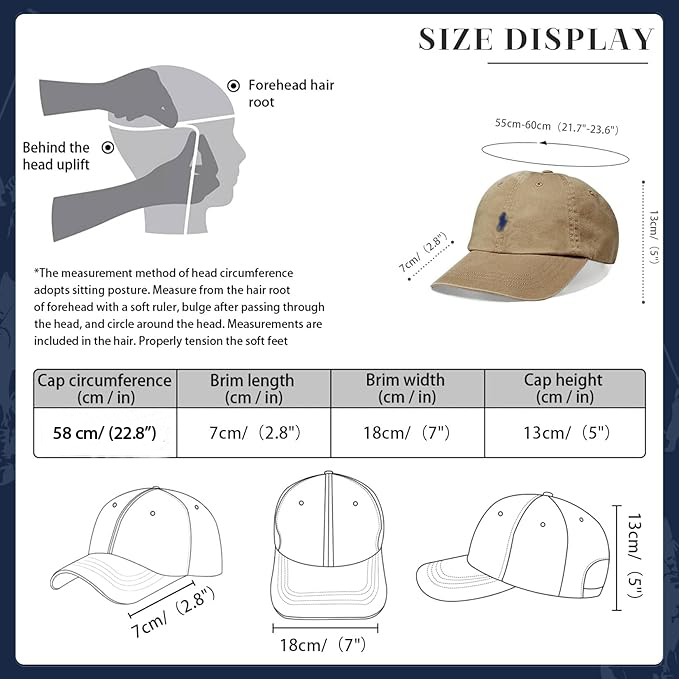 SIZE DISPLAY
Forehead hair
root
Behind the
head uplift
55cm-60cm (21.7"-23.6")
7cm/ (2.8")
13cm/ (5")
*The measurement method of head circumference
adopts sitting posture. Measure from the hair root
of forehead with a soft ruler, bulge after passing through
the head, and circle around the head. Measurements are
included in the hair. Properly tension the soft feet
Cap circumference
(cm / in)
Brim length
(cm / in)
Brim width
(cm / in)
Cap height
(cm / in)
58 cm/ (22.8”)
7cm/（2.8"）
18cm/（7"）
13cm/（5"）
7cm/ (2.8")
18cm/（7"）
13cm/（5"）